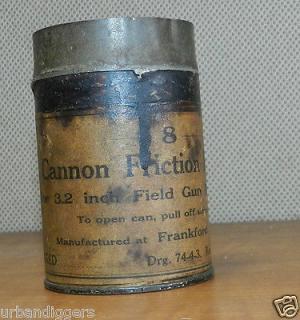 8
Cannon Friction
3.2 inch Field Gun
To open can, pull off
Manufactured at Frankford
Drg. 74-4-3.
urbandiggers